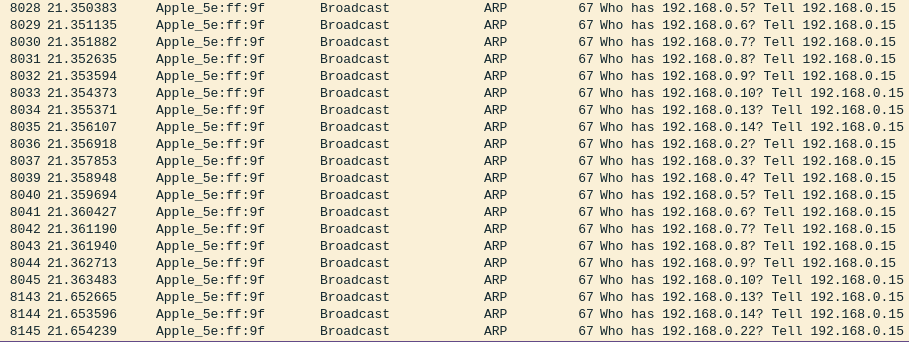 8028 21.350383 Apple_5e:ff:9f Broadcast ARP 67 Who has 192.168.0.5? Tell 192.168.0.15
8029 21.351135 Apple_5e:ff:9f Broadcast ARP 67 Who has 192.168.0.6? Tell 192.168.0.15
8030 21.351882 Apple_5e:ff:9f Broadcast ARP 67 Who has 192.168.0.7? Tell 192.168.0.15
8031 21.352635 Apple_5e:ff:9f Broadcast ARP 67 Who has 192.168.0.8? Tell 192.168.0.15
8032 21.353594 Apple_5e:ff:9f Broadcast ARP 67 Who has 192.168.0.9? Tell 192.168.0.15
8033 21.354373 Apple_5e:ff:9f Broadcast ARP 67 Who has 192.168.0.10? Tell 192.168.0.15
8034 21.355371 Apple_5e:ff:9f Broadcast ARP 67 Who has 192.168.0.13? Tell 192.168.0.15
8035 21.356107 Apple_5e:ff:9f Broadcast ARP 67 Who has 192.168.0.14? Tell 192.168.0.15
8036 21.356918 Apple_5e:ff:9f Broadcast ARP 67 Who has 192.168.0.2? Tell 192.168.0.15
8037 21.357853 Apple_5e:ff:9f Broadcast ARP 67 Who has 192.168.0.3? Tell 192.168.0.15
8039 21.358948 Apple_5e:ff:9f Broadcast ARP 67 Who has 192.168.0.4? Tell 192.168.0.15
8040 21.359694 Apple_5e:ff:9f Broadcast ARP 67 Who has 192.168.0.5? Tell 192.168.0.15
8041 21.360427 Apple_5e:ff:9f Broadcast ARP 67 Who has 192.168.0.6? Tell 192.168.0.15
8042 21.361190 Apple_5e:ff:9f Broadcast ARP 67 Who has 192.168.0.7? Tell 192.168.0.15
8043 21.361940 Apple_5e:ff:9f Broadcast ARP 67 Who has 192.168.0.8? Tell 192.168.0.15
8044 21.362713 Apple_5e:ff:9f Broadcast ARP 67 Who has 192.168.0.9? Tell 192.168.0.15
8045 21.363483 Apple_5e:ff:9f Broadcast ARP 67 Who has 192.168.0.10? Tell 192.168.0.15
8143 21.652665 Apple_5e:ff:9f Broadcast ARP 67 Who has 192.168.0.13? Tell 192.168.0.15
8144 21.653596 Apple_5e:ff:9f Broadcast ARP 67 Who has 192.168.0.14? Tell 192.168.0.15
8145 21.654239 Apple_5e:ff:9f Broadcast ARP 67 Who has 192.168.0.22? Tell 192.168.0.15